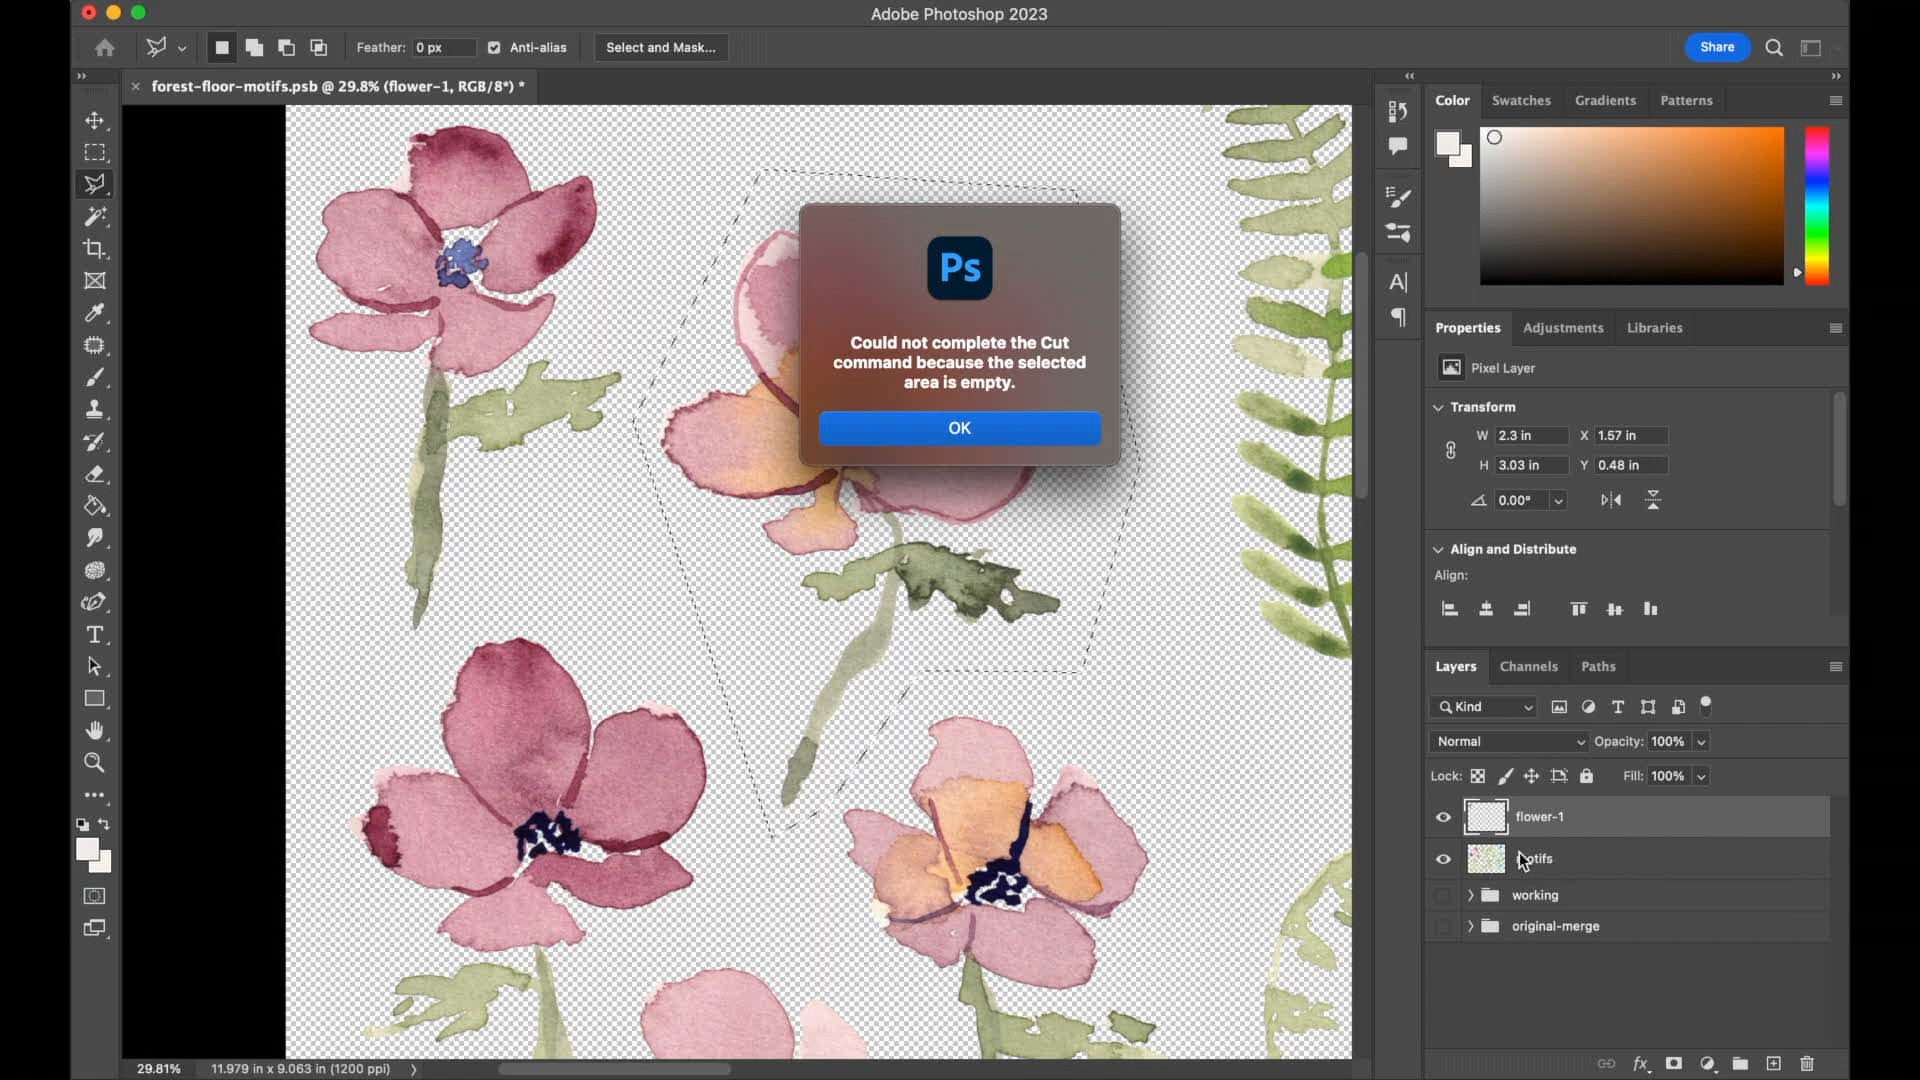 Adobe Photoshop 2023
Feather: 0 px
Anti-alias
Select and Mask...
Share
forest-floor-motifs.psb @ 29.8% (flower-1, RGB/8*) *
Ps
Could not complete the Cut
command because the selected
area is empty.
OK
Color Swatches Gradients Patterns
Properties Adjustments Libraries
Pixel Layer
Transform
W 2.3 in X 1.57 in
H 3.03 in Y 0.48 in
0.00°
Align and Distribute
Align:
Layers Channels Paths
Kind
Normal Opacity: 100%
Lock: Fill: 100%
flower-1
working
original-merge
29.81% 11.979 in x 9.063 in (1200 ppi)